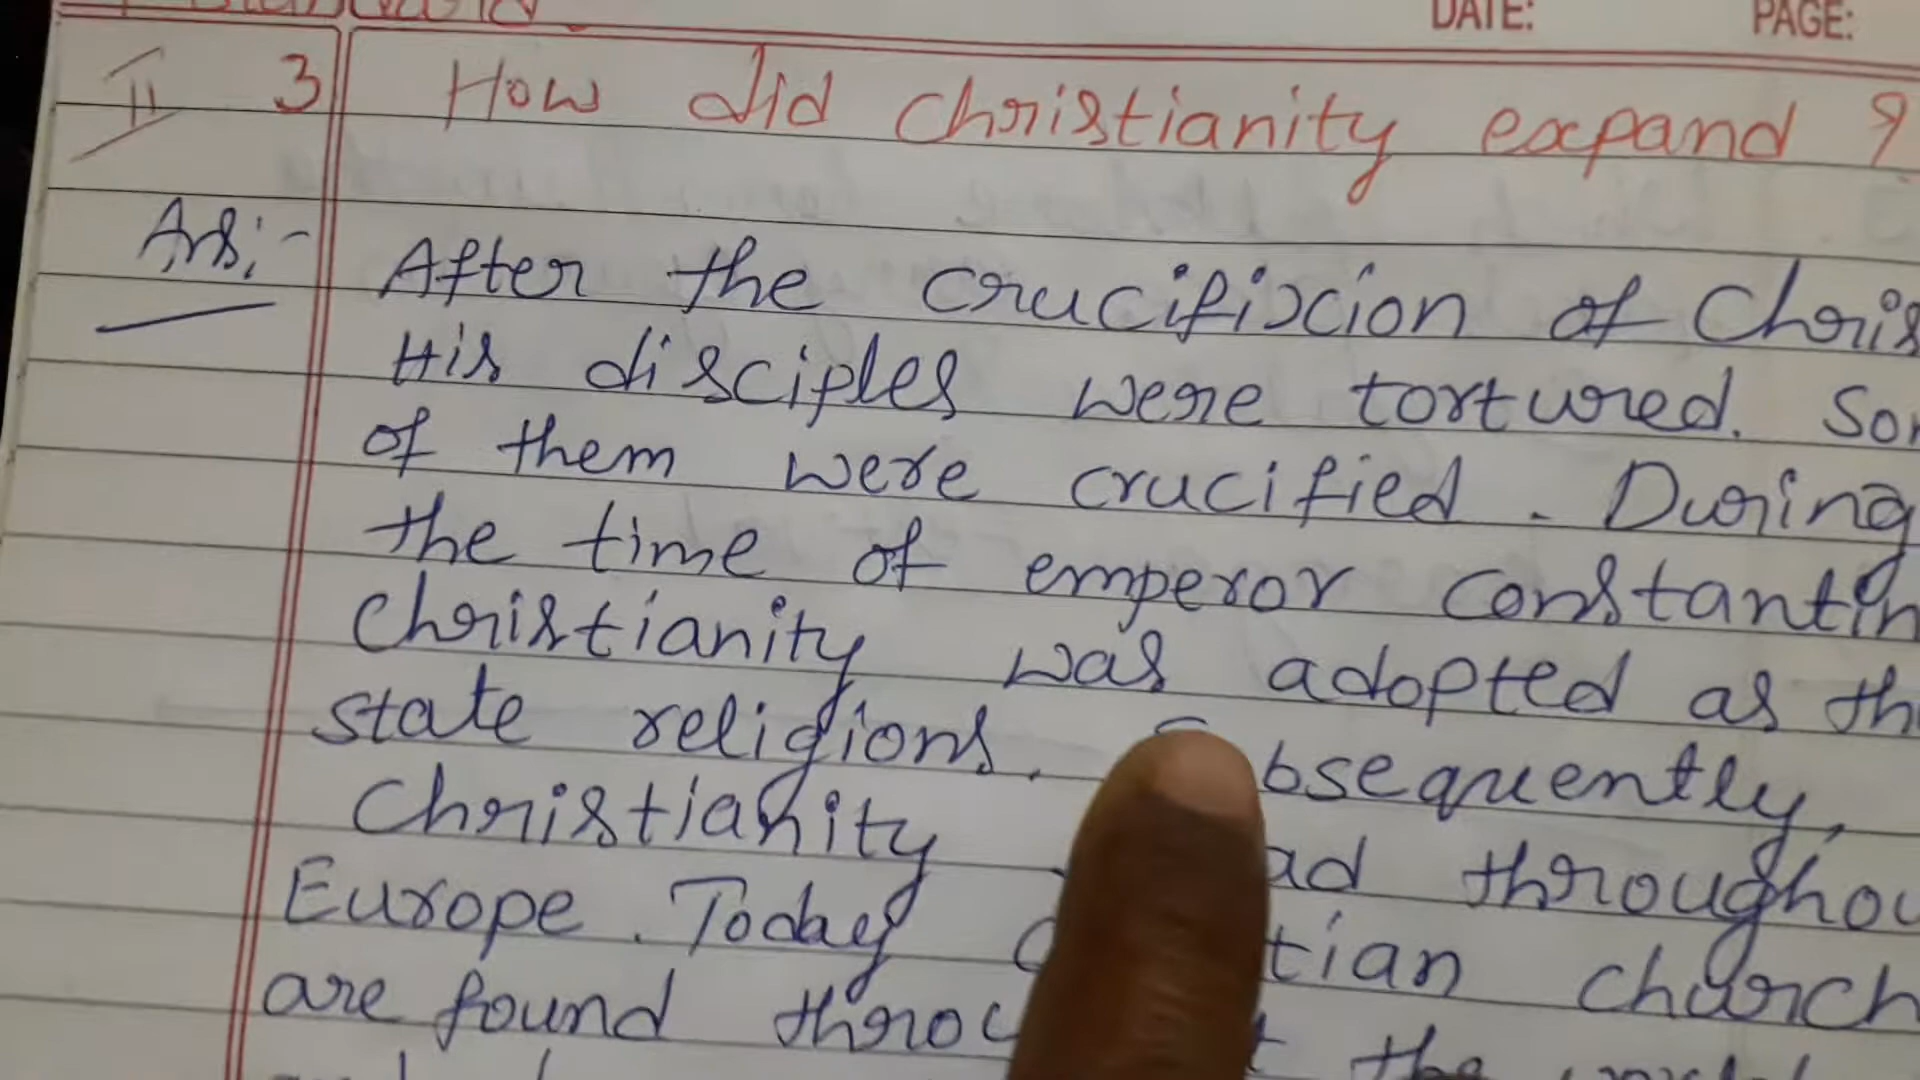 DATE: PAGE:
II 3 How did Christianity expand ?
Ans:- After the crucifixion of Chris
His disciples were tortured. So
of them were crucified. During
the time of emperor Constantin
Christianity was adopted as th
state religions. bsequently,
Christianity ad throughou
Europe. Today tian church
are found throu the